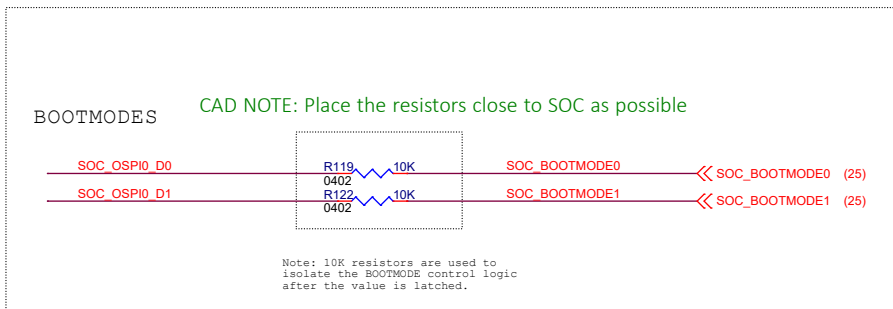 CAD NOTE: Place the resistors close to SOC as possible
BOOTMODES
SOC_OSPI0_D0 R119 10K SOC_BOOTMODE0 SOC_BOOTMODE0 (25)
0402
SOC_OSPI0_D1 R122 10K SOC_BOOTMODE1 SOC_BOOTMODE1 (25)
0402
Note: 10K resistors are used to
isolate the BOOTMODE control logic
after the value is latched.